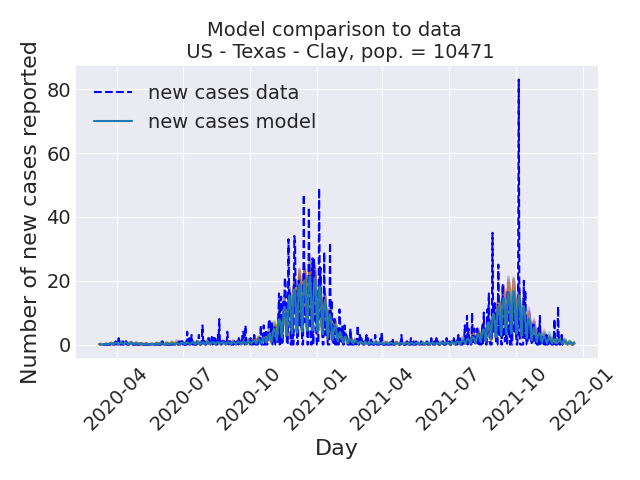 Model comparison to data
US - Texas - Clay, pop. = 10471
new cases data
new cases model
Number of new cases reported
80
60
40
20
0
2020-04
2020-07
2020-10
2021-01
2021-04
2021-07
2021-10
2022-01
Day